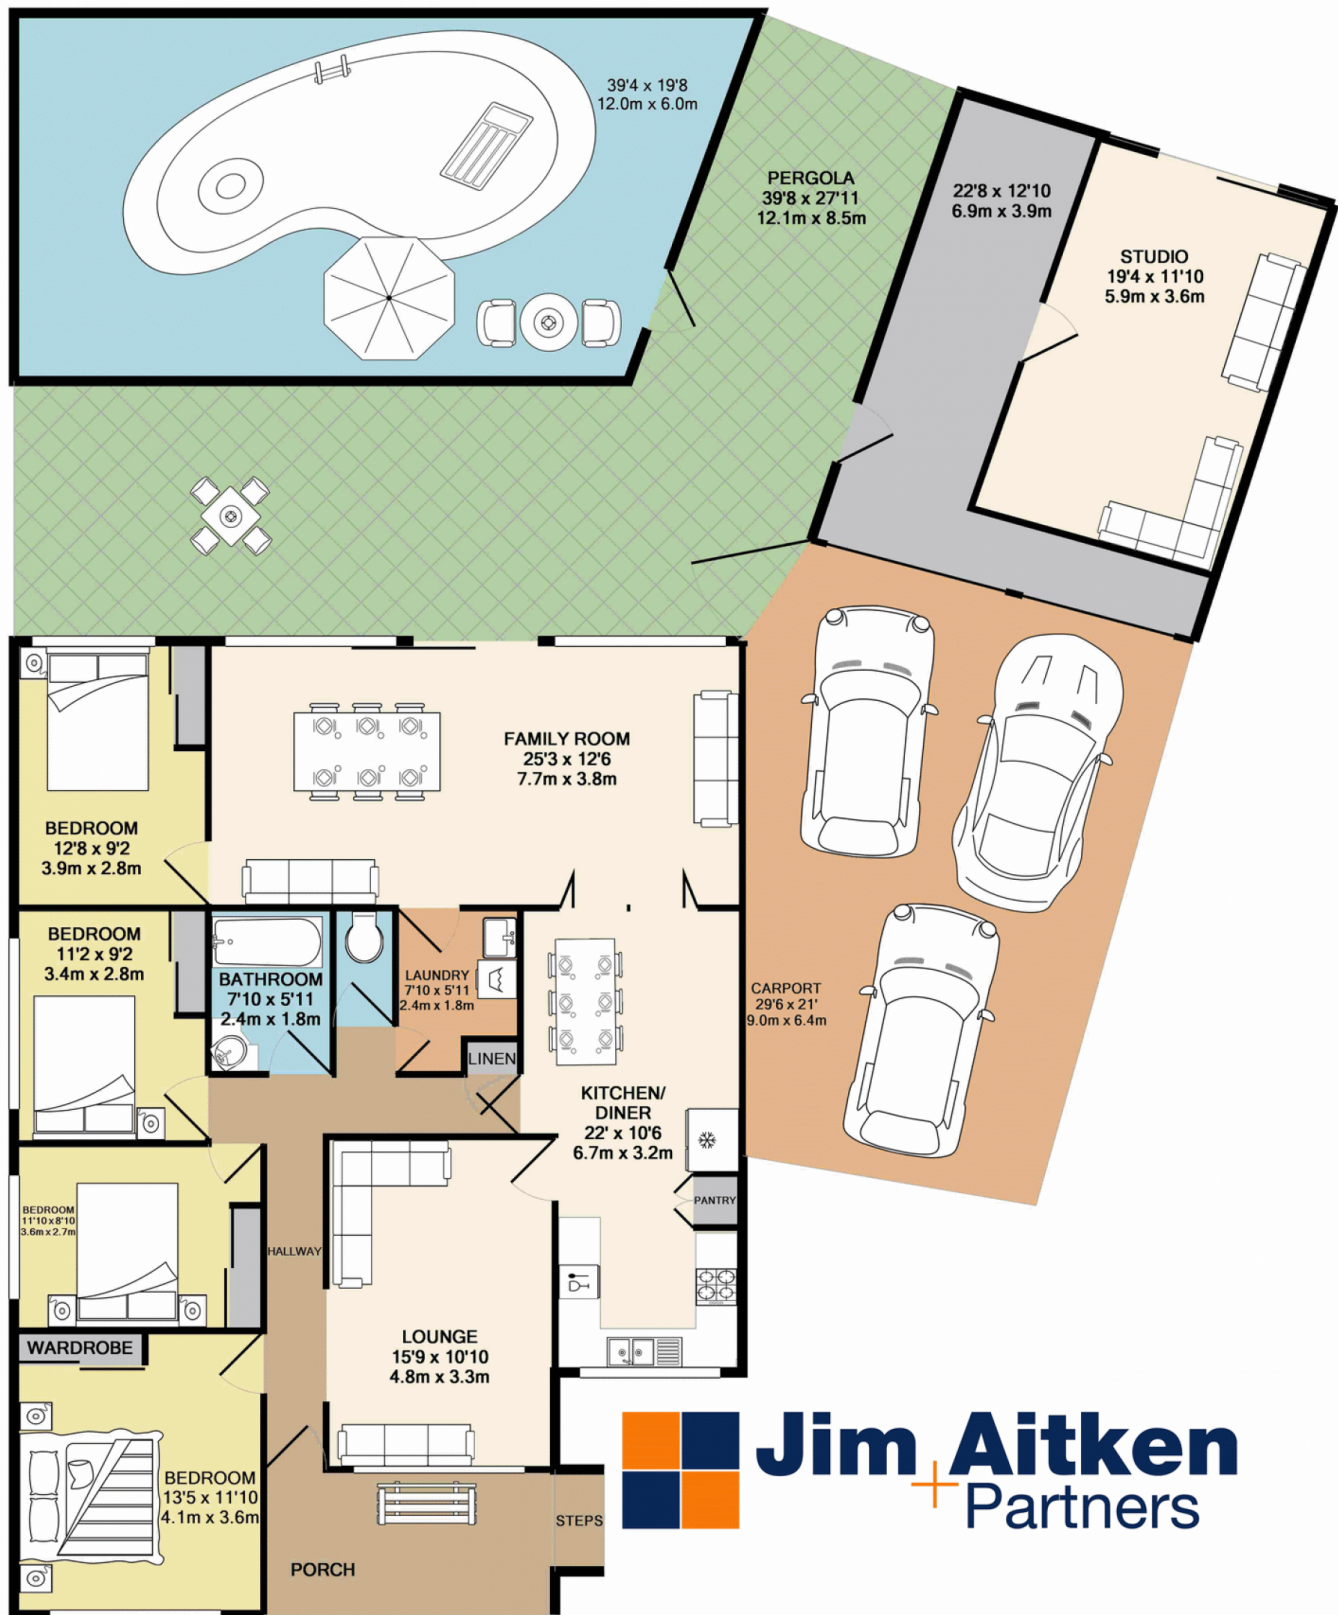 39'4 x 19'8
12.0m x 6.0m
PERGOLA
39'8 x 27'11
12.1m x 8.5m
22'8 x 12'10
6.9m x 3.9m
STUDIO
19'4 x 11'10
5.9m x 3.6m
FAMILY ROOM
25'3 x 12'6
7.7m x 3.8m
BEDROOM
12'8 x 9'2
3.9m x 2.8m
BEDROOM
11'2 x 9'2
3.4m x 2.8m
BATHROOM
7'10 x 5'11
2.4m x 1.8m
LAUNDRY
7'10 x 5'11
2.4m x 1.8m
CARPORT
29'6 x 21'
9.0m x 6.4m
LINEN
KITCHEN/
DINER
22' x 10'6
6.7m x 3.2m
PANTRY
BEDROOM
11'10 x 8'10
3.6m x 2.7m
HALLWAY
WARDROBE
LOUNGE
15'9 x 10'10
4.8m x 3.3m
BEDROOM
13'5 x 11'10
4.1m x 3.6m
STEPS
PORCH
Jim Aitken
+ Partners